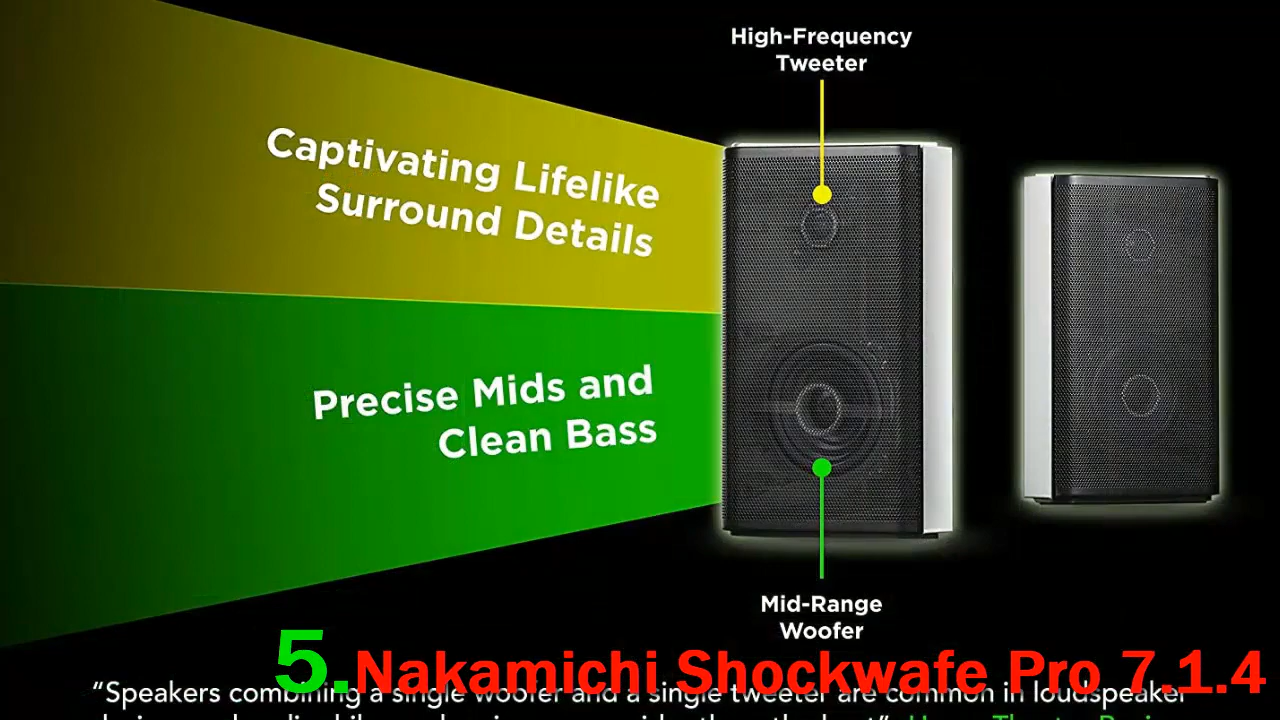 High-Frequency
Tweeter
Captivating Lifelike
Surround Details
Precise Mids and
Clean Bass
Mid-Range
Woofer
5.Nakamichi Shockwafe Pro 7.1.4
“Speakers combining a single woofer and a single tweeter are common in loudspeaker